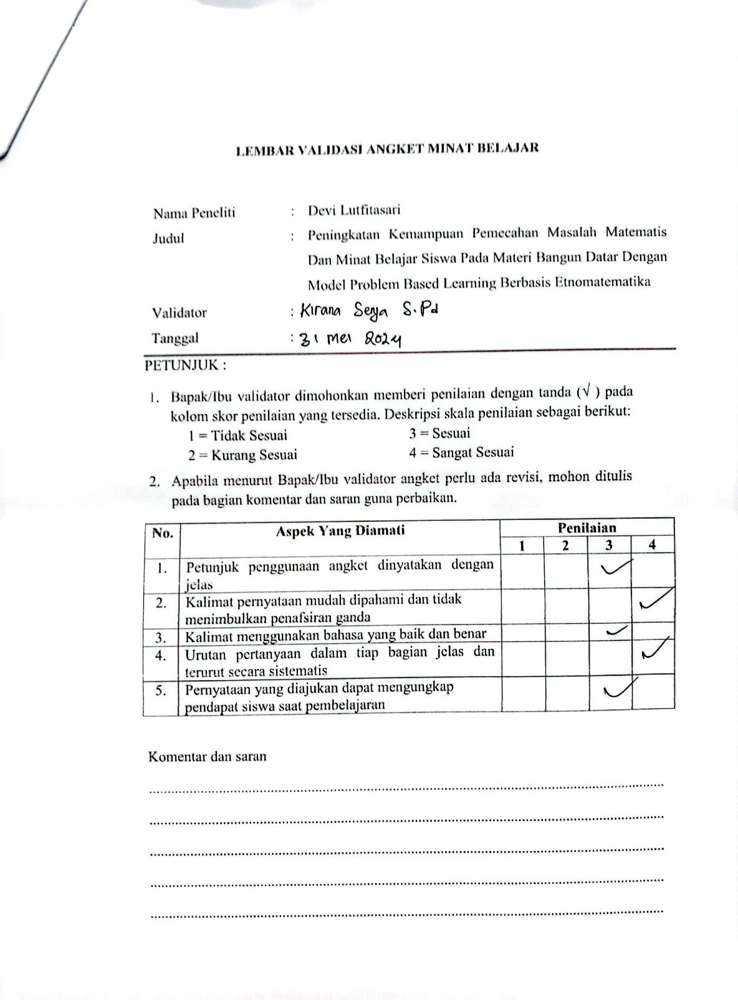 LEMBAR VALIDASI ANGKET MINAT BELAJAR
Nama Peneliti : Devi Lutfitasari
Judul : Peningkatan Kemampuan Pemecahan Masalah Matematis
Dan Minat Belajar Siswa Pada Materi Bangun Datar Dengan
Model Problem Based Learning Berbasis Etnomatematika
Validator : Kirana S.Pd
Tanggal : 31 Mei 2024
PETUNJUK :
1. Bapak/Ibu validator dimohonkan memberi penilaian dengan tanda (√ ) pada
kolom skor penilaian yang tersedia. Deskripsi skala penilaian sebagai berikut:
1 = Tidak Sesuai 3 = Sesuai
2 = Kurang Sesuai 4 = Sangat Sesuai
2. Apabila menurut Bapak/Ibu validator angket perlu ada revisi, mohon ditulis
pada bagian komentar dan saran guna perbaikan.
No. Aspek Yang Diamati Penilaian
1 2 3 4
1. Petunjuk penggunaan angket dinyatakan dengan
jelas
2. Kalimat pernyataan mudah dipahami dan tidak
menimbulkan penafsiran ganda
3. Kalimat menggunakan bahasa yang baik dan benar
4. Urutan pertanyaan dalam tiap bagian jelas dan
terurut secara sistematis
5. Pernyataan yang diajukan dapat mengungkap
pendapat siswa saat pembelajaran
Komentar dan saran